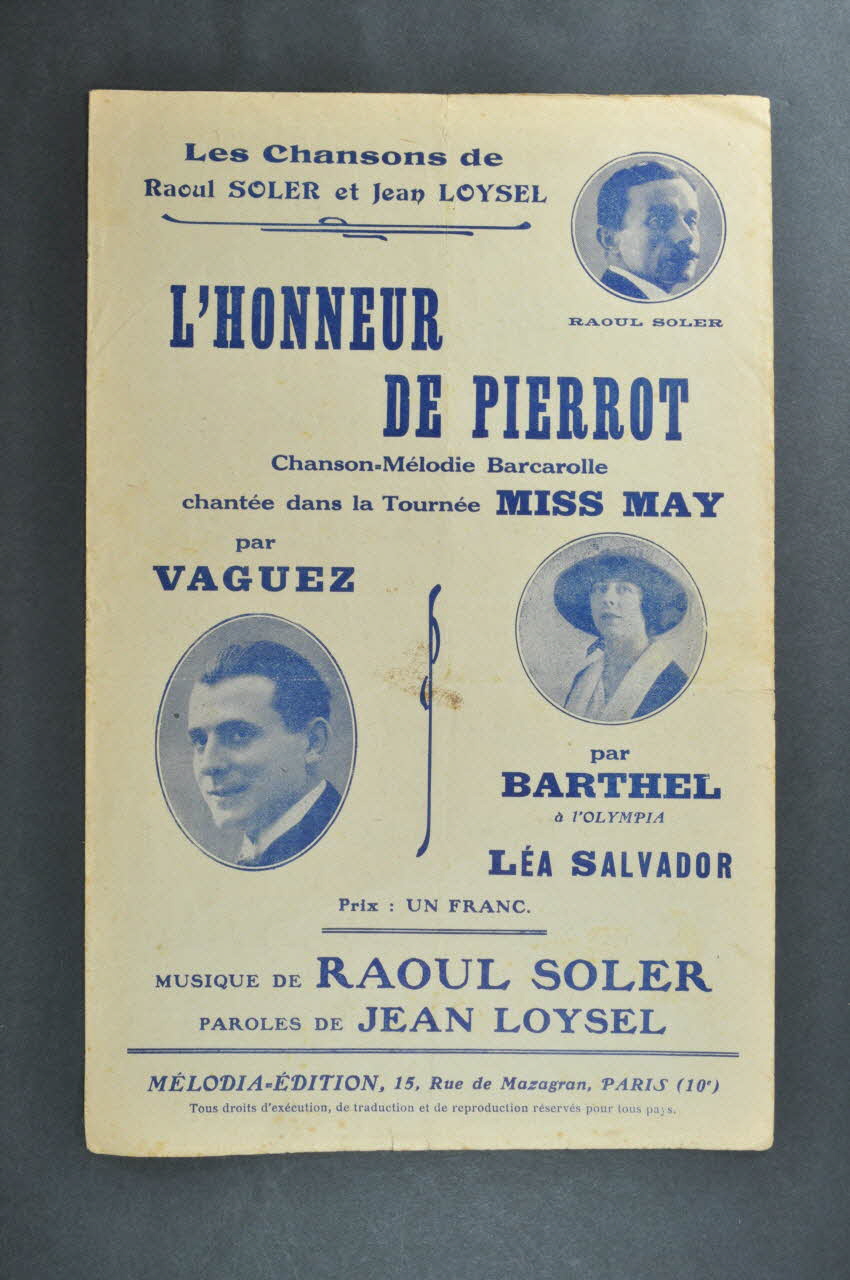 Les Chansons de
Raoul SOLER et Jean LOYSEL
RAOUL SOLER
L'HONNEUR
DE PIERROT
Chanson-Mélodie Barcarolle
chantée dans la Tournée MISS MAY
par
VAGUEZ
par
BARTHEL
à l'OLYMPIA
LÉA SALVADOR
Prix : UN FRANC.
MUSIQUE DE RAOUL SOLER
PAROLES DE JEAN LOYSEL
MÉLODIA-ÉDITION, 15, Rue de Mazagran, PARIS (10e)
Tous droits d'exécution, de traduction et de reproduction réservés pour tous pays.